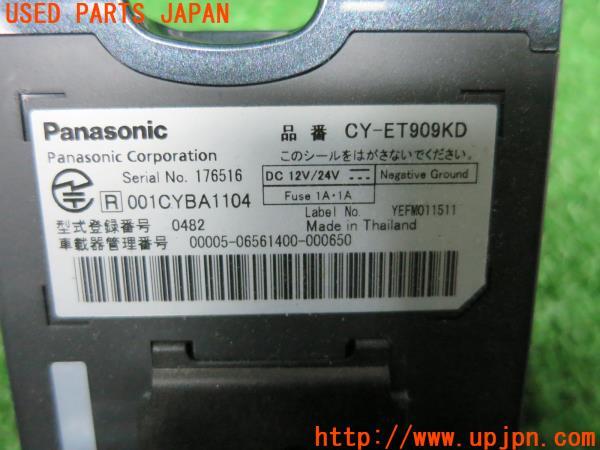 USED PARTS JAPAN
Panasonic
品番 CY-ET909KD
Panasonic Corporation
このシールをはがさないでください。
Serial No. 176516
DC 12V/24V
Negative Ground
R 001CYBA1104
Fuse 1A・1A
Label No. YEFM011511
型式登録番号 0482
Made in Thailand
車載器管理番号 00005-06561400-000650
http://www.upjpn.com